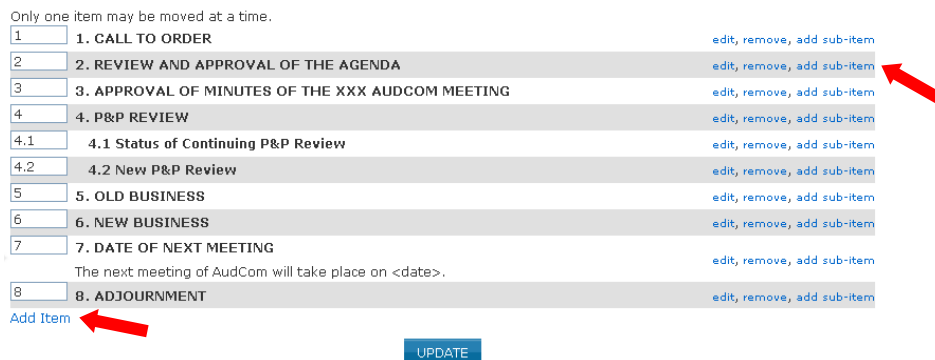 Only one item may be moved at a time.
1 1. CALL TO ORDER edit, remove, add sub-item
2 2. REVIEW AND APPROVAL OF THE AGENDA edit, remove, add sub-item
3 3. APPROVAL OF MINUTES OF THE XXX AUDCOM MEETING edit, remove, add sub-item
4 4. P&P REVIEW edit, remove, add sub-item
4.1 4.1 Status of Continuing P&P Review edit, remove, add sub-item
4.2 4.2 New P&P Review edit, remove, add sub-item
5 5. OLD BUSINESS edit, remove, add sub-item
6 6. NEW BUSINESS edit, remove, add sub-item
7 7. DATE OF NEXT MEETING
edit, remove, add sub-item
The next meeting of AudCom will take place on <date>.
8 8. ADJOURNMENT edit, remove, add sub-item
Add Item
UPDATE